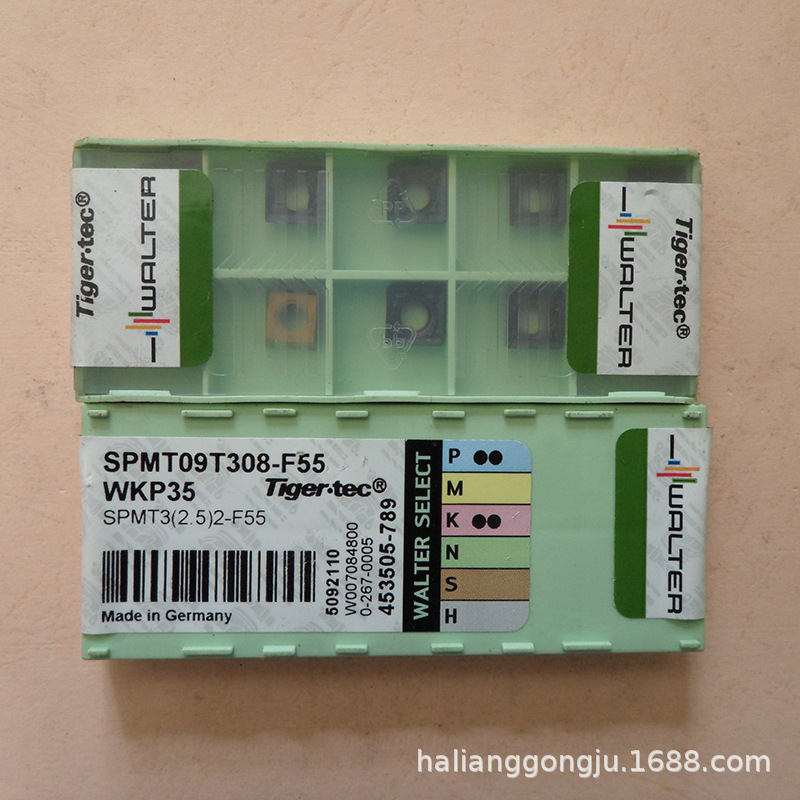 Tiger·tec®
WALTER
Tiger·tec®
WALTER
SPMT09T308-F55
WKP35
Tiger·tec®
SPMT3(2.5)2-F55
Made in Germany
5092110
W007084800
0-267-0005
453505-789
WALTER SELECT
P
M
K
N
S
H
WALTER
halianggongju.1688.com